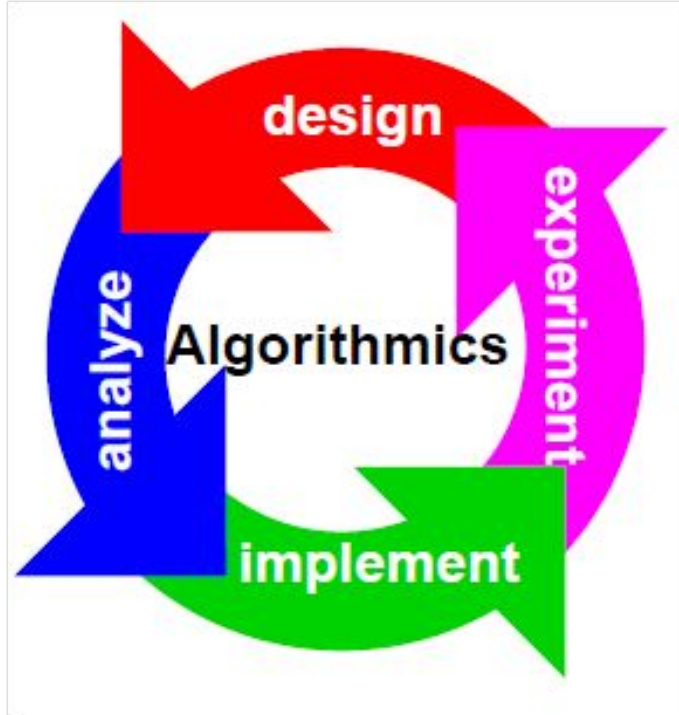 design
experiment
analyze
Algorithmics
implement